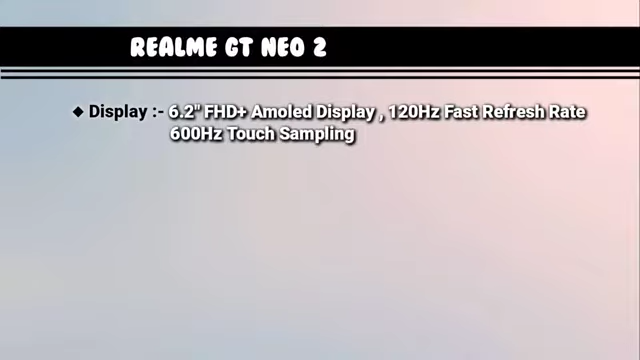 REALME GT NEO 2
◆ Display :- 6.2" FHD+ Amoled Display , 120Hz Fast Refresh Rate
600Hz Touch Sampling